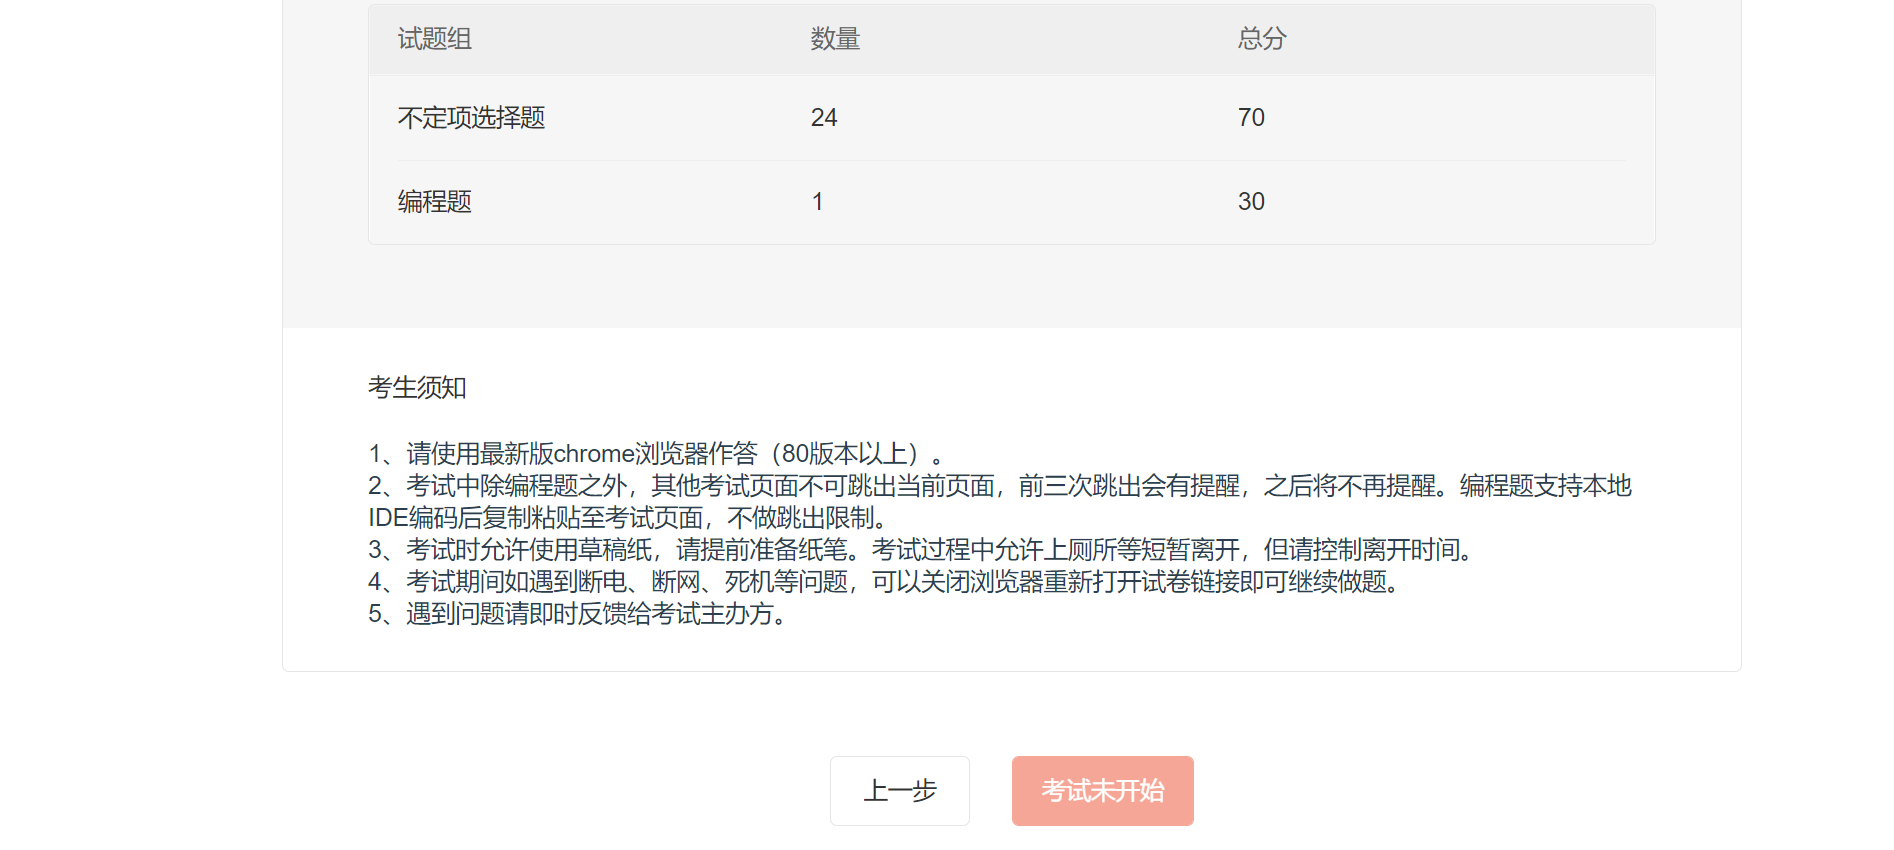 试题组 数量 总分
不定项选择题 24 70
编程题 1 30
考生须知
1、请使用最新版chrome浏览器作答（80版本以上）。
2、考试中除编程题之外，其他考试页面不可跳出当前页面，前三次跳出会有提醒，之后将不再提醒。编程题支持本地
IDE编码后复制粘贴至考试页面，不做跳出限制。
3、考试时允许使用草稿纸，请提前准备纸笔。考试过程中允许上厕所等短暂离开，但请控制离开时间。
4、考试期间如遇到断电、断网、死机等问题，可以关闭浏览器重新打开试卷链接即可继续做题。
5、遇到问题请即时反馈给考试主办方。
上一步 考试未开始